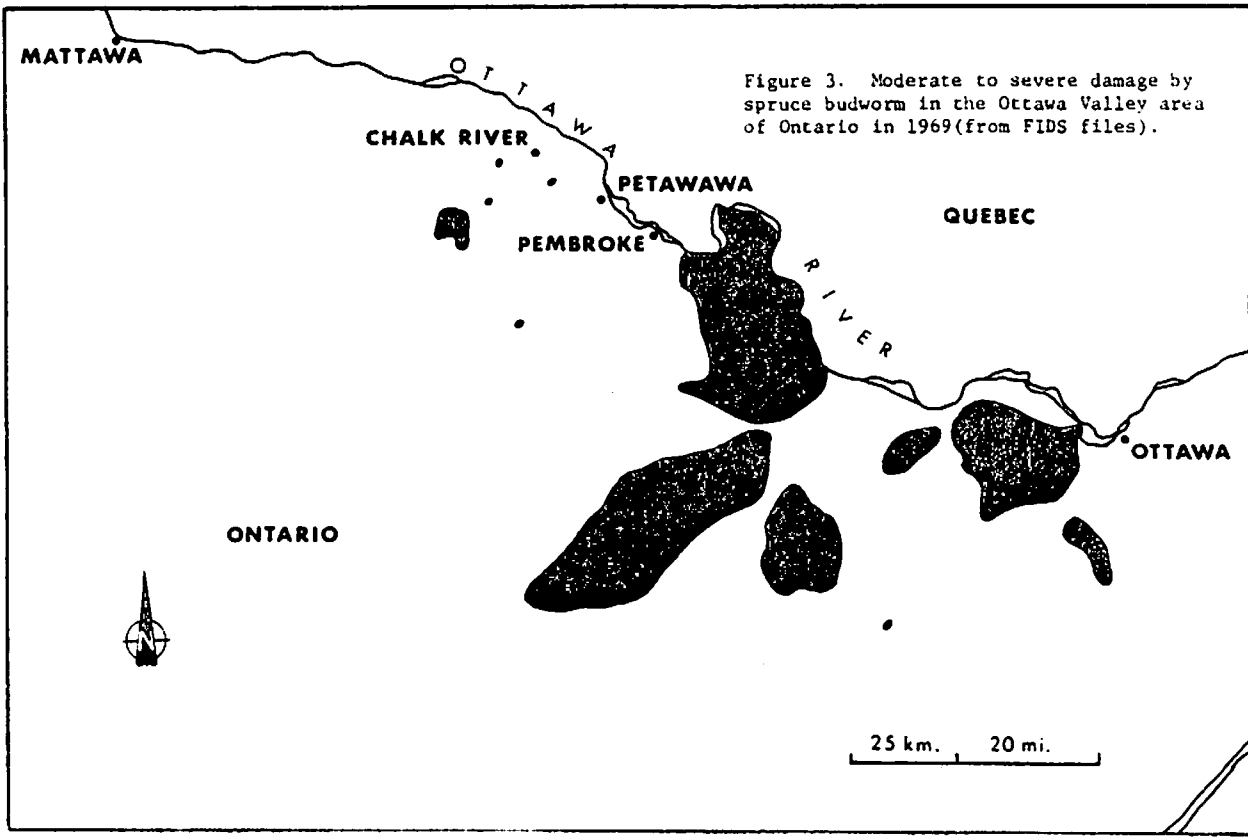 MATTAWA
OTTAWA
Figure 3. Moderate to severe damage by
spruce budworm in the Ottawa Valley area
of Ontario in 1969(from FIDS files).
CHALK RIVER
PETAWAWA
QUEBEC
PEMBROKE
RIVER
OTTAWA
ONTARIO
N
25 km. 20 mi.